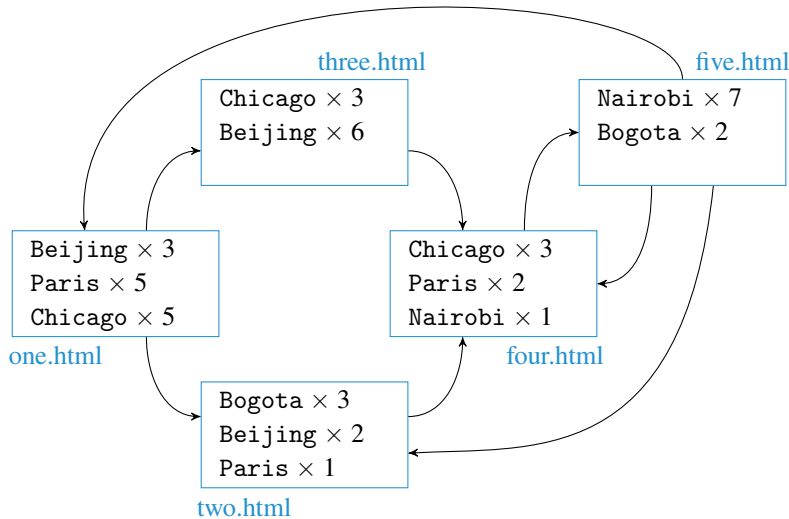 three.html
five.html
Chicago × 3
Beijing × 6
Nairobi × 7
Bogota × 2
Beijing × 3
Paris × 5
Chicago × 5
one.html
Chicago × 3
Paris × 2
Nairobi × 1
four.html
Bogota × 3
Beijing × 2
Paris × 1
two.html